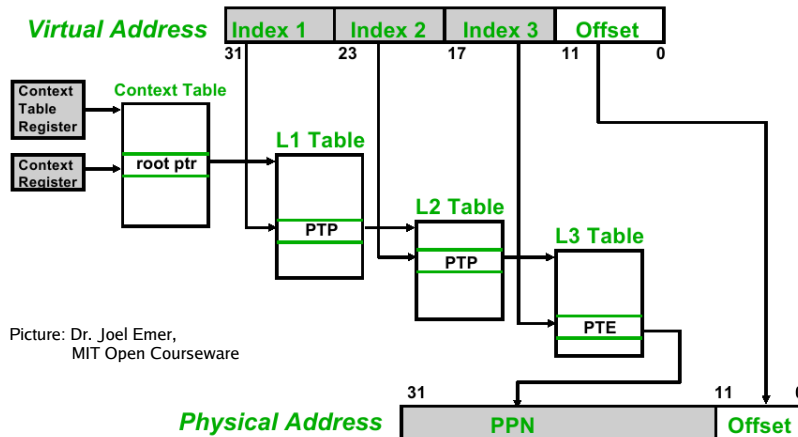 Virtual Address
Index 1 Index 2 Index 3 Offset
31 23 17 11 0
Context Table
Context
Table
Register
Context
Register
root ptr
L1 Table
PTP
L2 Table
PTP
L3 Table
PTE
Picture: Dr. Joel Emer,
MIT Open Courseware
31 11
Physical Address PPN Offset